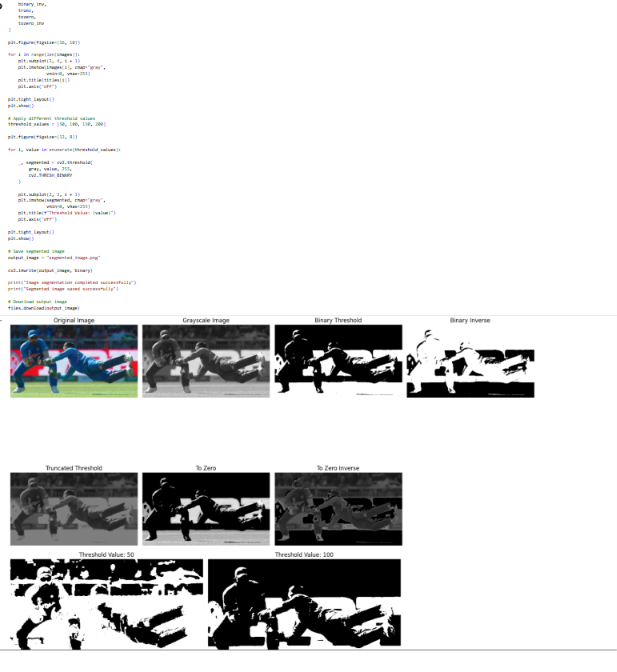 binary_inv,
trunc,
tozero,
tozero_inv
]
plt.figure(figsize=(16, 10))
for i in range(len(images)):
plt.subplot(2, 4, i + 1)
plt.imshow(images[i], cmap="gray",
vmin=0, vmax=255)
plt.title(titles[i])
plt.axis("off")
plt.tight_layout()
plt.show()
# Apply different threshold values
threshold_values = [50, 100, 150, 200]
plt.figure(figsize=(12, 8))
for i, value in enumerate(threshold_values):
_, segmented = cv2.threshold(
gray, value, 255,
cv2.THRESH_BINARY
)
plt.subplot(2, 2, i + 1)
plt.imshow(segmented, cmap="gray",
vmin=0, vmax=255)
plt.title(f"Threshold Value: {value}")
plt.axis("off")
plt.tight_layout()
plt.show()
# Save segmented image
output_image = "segmented_image.png"
cv2.imwrite(output_image, binary)
print("Image segmentation completed successfully")
print("Segmented image saved successfully")
# Download output image
files.download(output_image)
Original Image Grayscale Image Binary Threshold Binary Inverse
Truncated Threshold To Zero To Zero Inverse
Threshold Value: 50 Threshold Value: 100